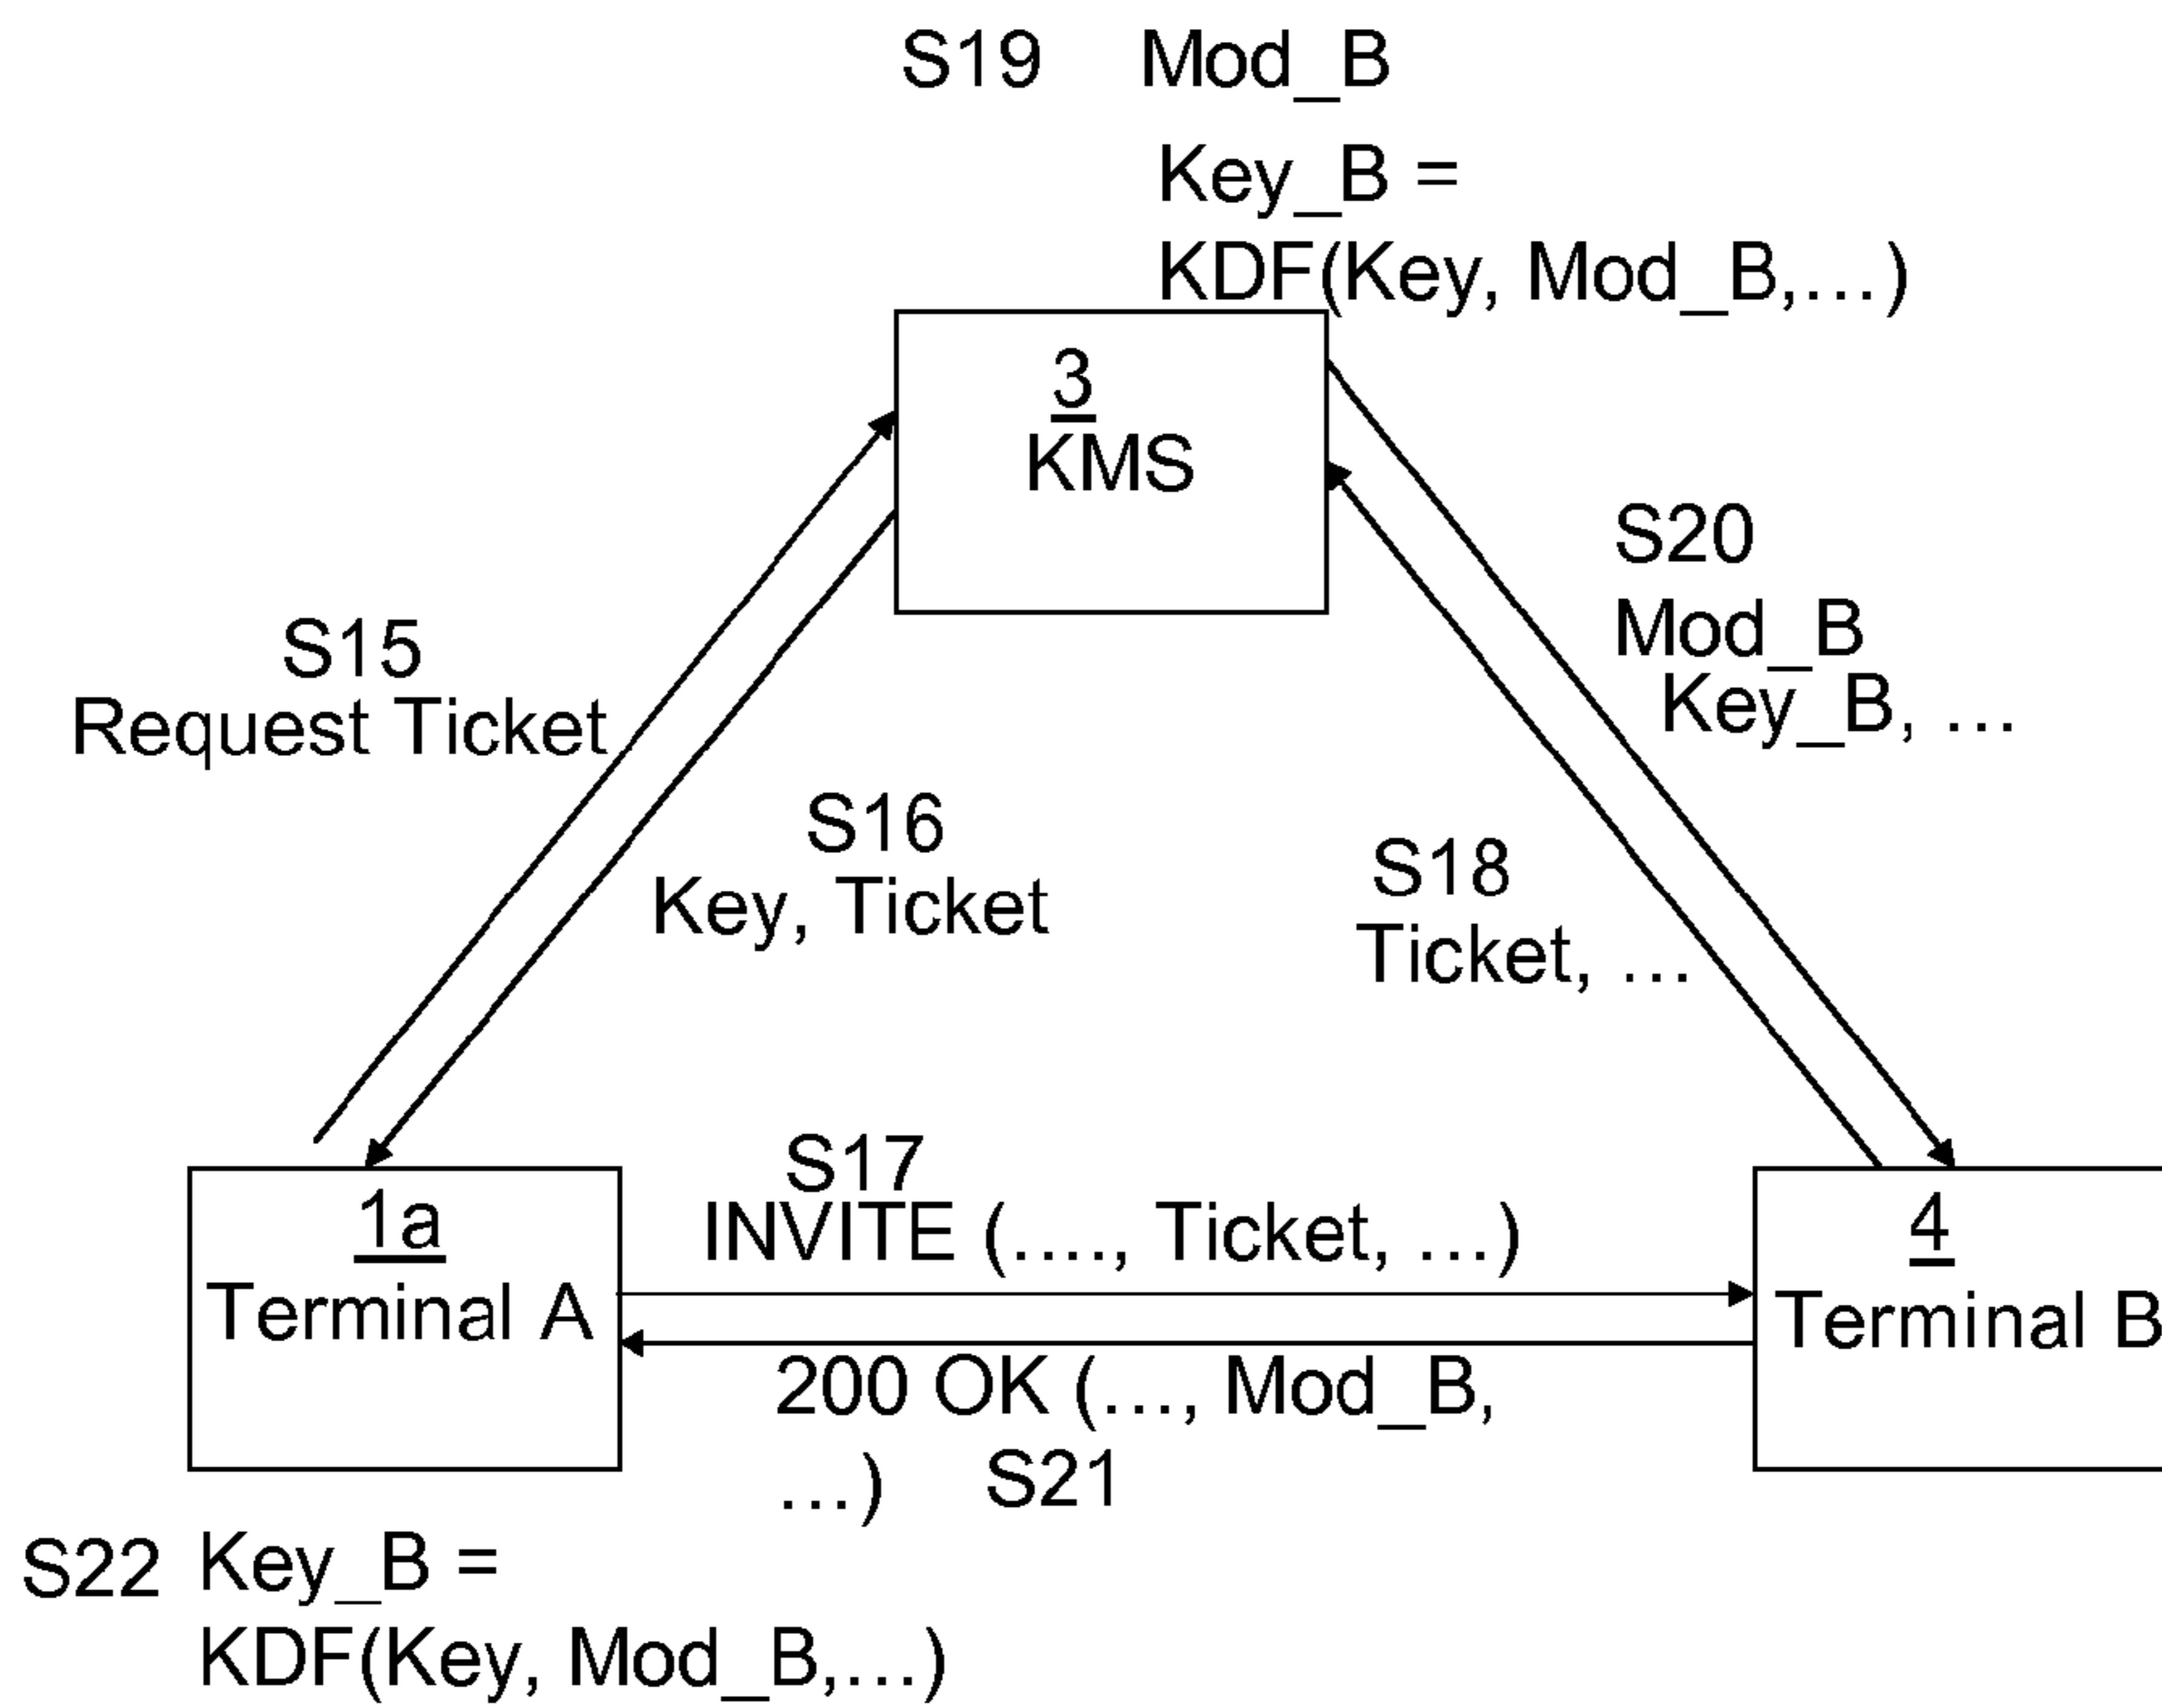 S19 Mod_B
Key_B =
KDF(Key, Mod_B,...)
3
KMS
S20
Mod_B
Key_B, ...
S15
Request Ticket
S16
Key, Ticket
S18
Ticket, ...
S17
INVITE (...., Ticket, ...)
1a
Terminal A
4
Terminal B
200 OK (..., Mod_B,
...) S21
S22 Key_B =
KDF(Key, Mod_B,...)